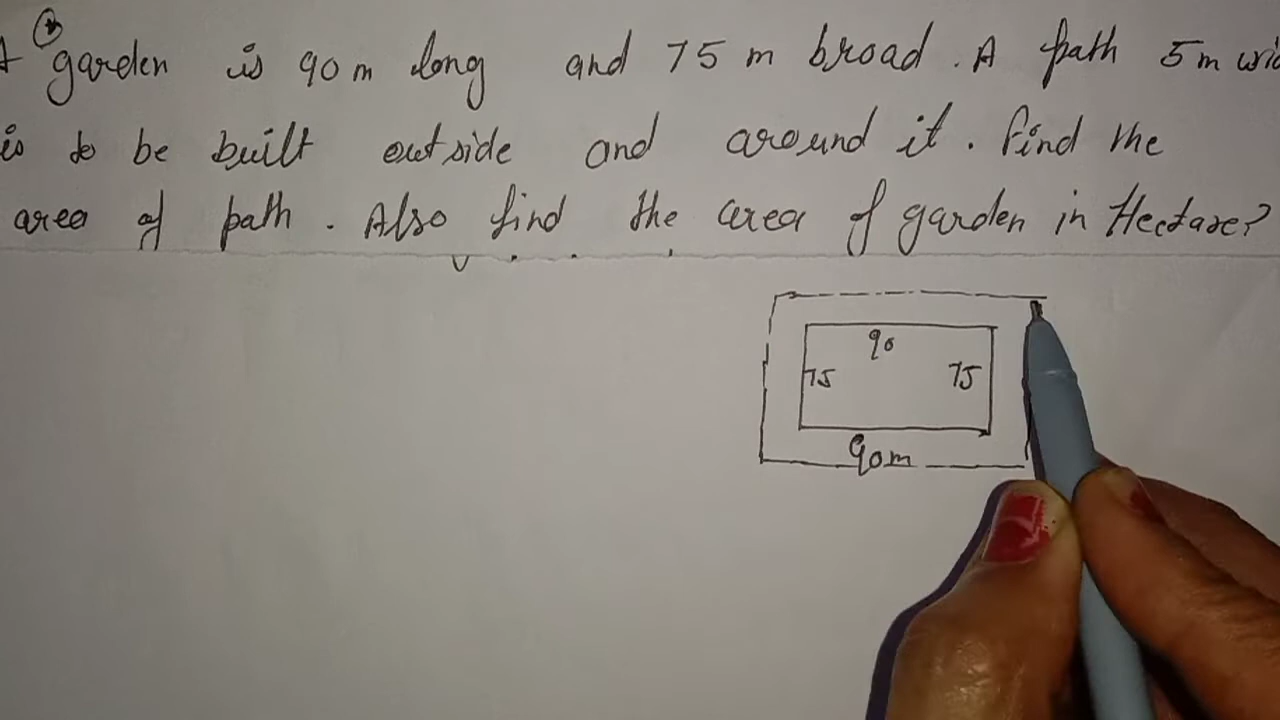 A garden is 90 m long and 75 m broad. A path 5 m
is to be built outside and around it. Find the
area of path. Also find the area of garden in Hectare?
90
75 75
90m